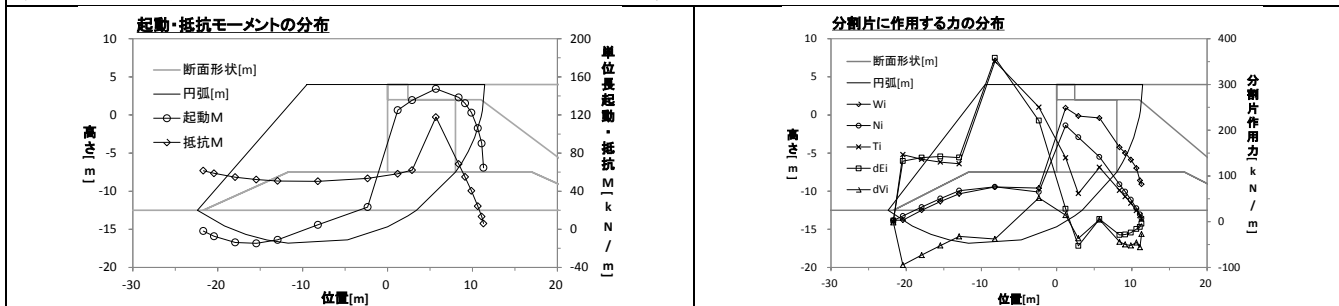 起動・抵抗モーメントの分布
10
5
0
-5
-10
-15
-20
高さ[m]
断面形状[m]
円弧[m]
起動M
抵抗M
200
160
120
80
40
0
-40
単位長起動・抵抗M[kN/m]
-30
-20
-10
0
10
20
位置[m]
分割片に作用する力の分布
10
5
0
-5
-10
-15
-20
高さ[m]
断面形状[m]
円弧[m]
Wi
Ni
Ti
dEi
dVi
400
300
200
100
0
-100
分割片作用力[kN/m]
-30
-20
-10
0
10
20
位置[m]